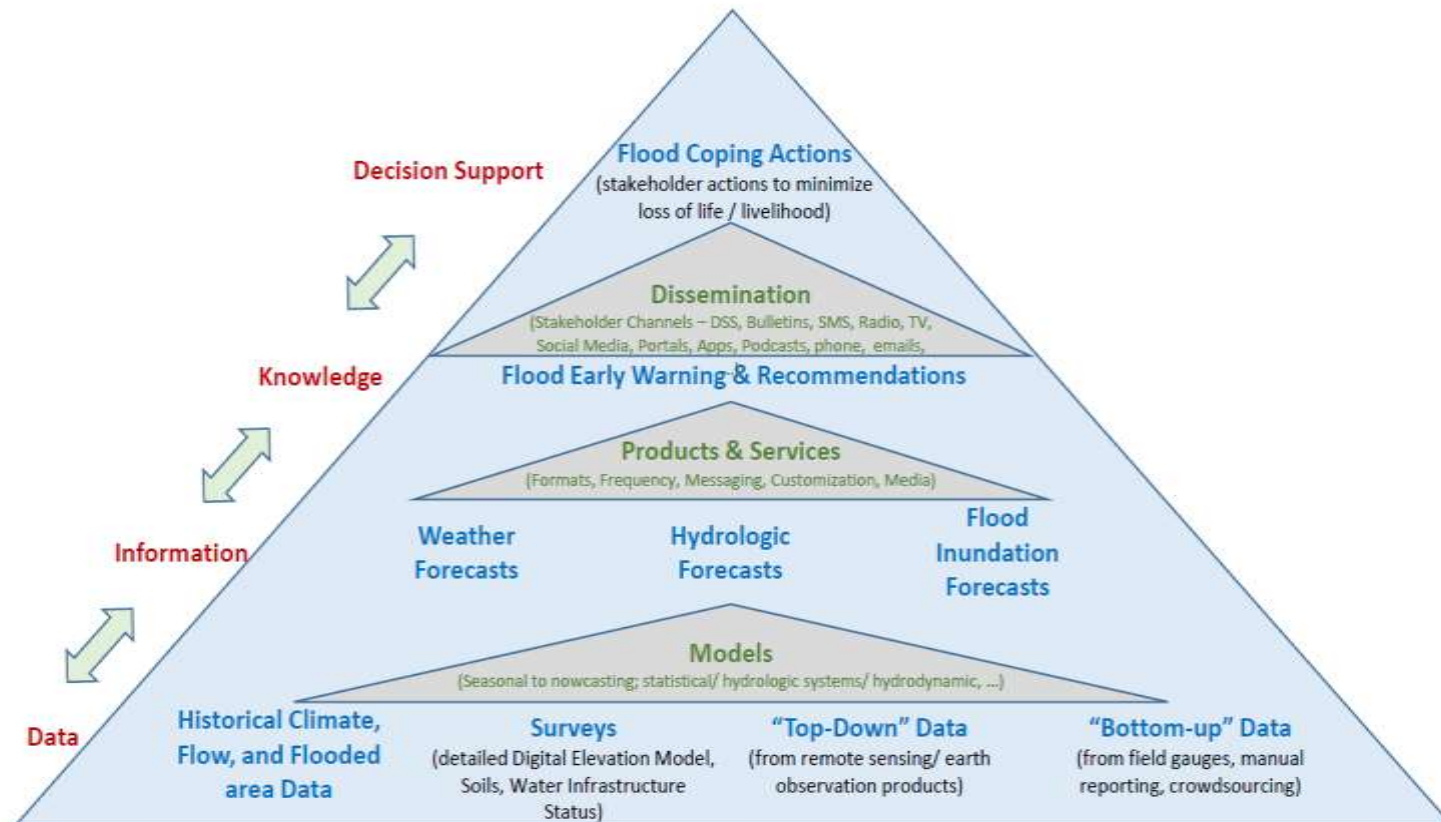 Flood Coping Actions
Decision Support
(stakeholder actions to minimize
loss of life / livelihood)
Dissemination
(Stakeholder Channels – DSS, Bulletins, SMS, Radio, TV,
Social Media, Portals, Apps, Podcasts, phone, emails,
Knowledge
Flood Early Warning & Recommendations
Products & Services
(Formats, Frequency, Messaging, Customization, Media)
Information
Weather
Forecasts
Hydrologic
Forecasts
Flood
Inundation
Forecasts
Models
(Seasonal to nowcasting; statistical/ hydrologic systems/ hydrodynamic, ...)
Data
Historical Climate,
Flow, and Flooded
area Data
Surveys
(detailed Digital Elevation Model,
Soils, Water Infrastructure
Status)
“Top-Down” Data
(from remote sensing/ earth
observation products)
“Bottom-up” Data
(from field gauges, manual
reporting, crowdsourcing)